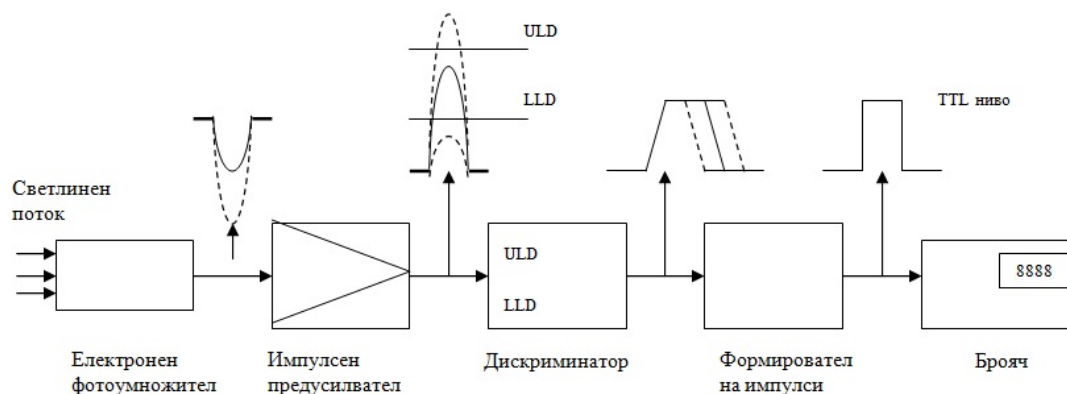 ULD
LLD
TTL ниво
Светлинен
поток
ULD
LLD
8888
Електронен
фотоумножител
Импулсен
предусилвател
Дискриминатор
Формировател
на импулси
Брояч